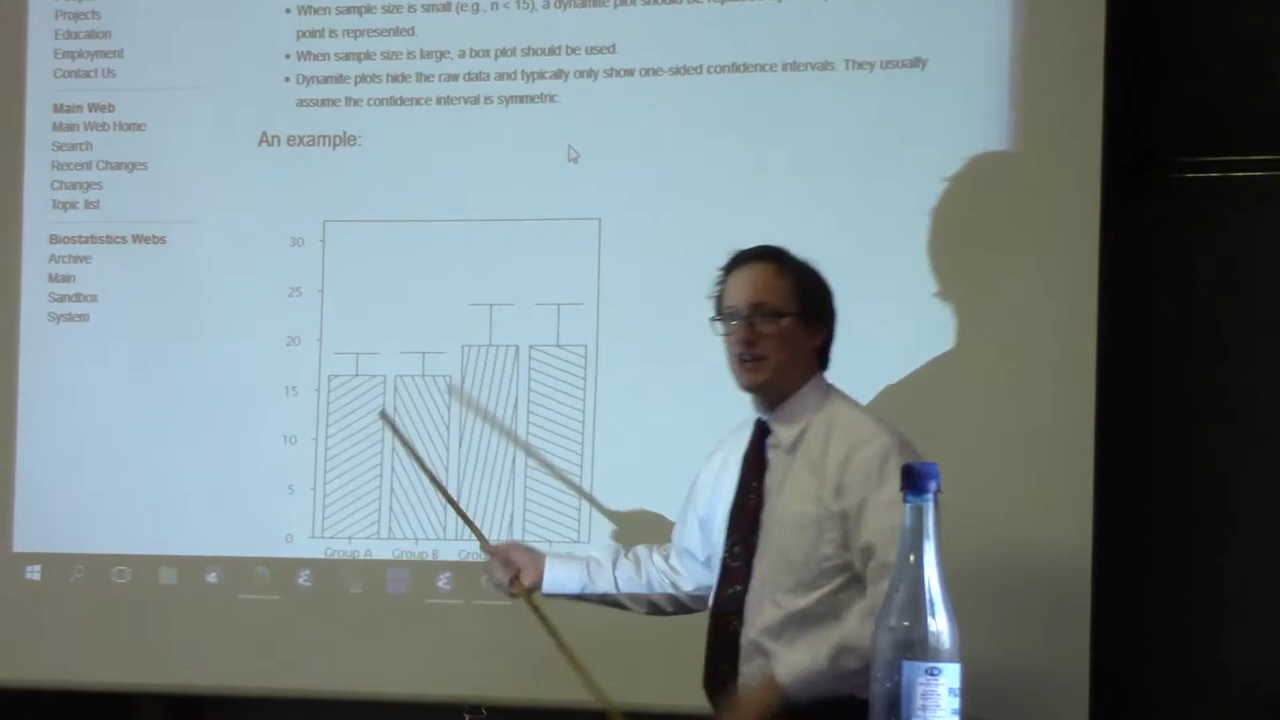 Projects
Education
Employment
Contact Us
Main Web
Main Web Home
Search
Recent Changes
Changes
Topic list
Biostatistics Webs
Archive
Main
Sandbox
System
• When sample size is small (e.g., n < 15), a dynamite plot should be
point is represented.
• When sample size is large, a box plot should be used.
• Dynamite plots hide the raw data and typically only show one-sided confidence intervals. They usually
assume the confidence interval is symmetric.
An example:
30
25
20
15
10
5
0
Group A Group B